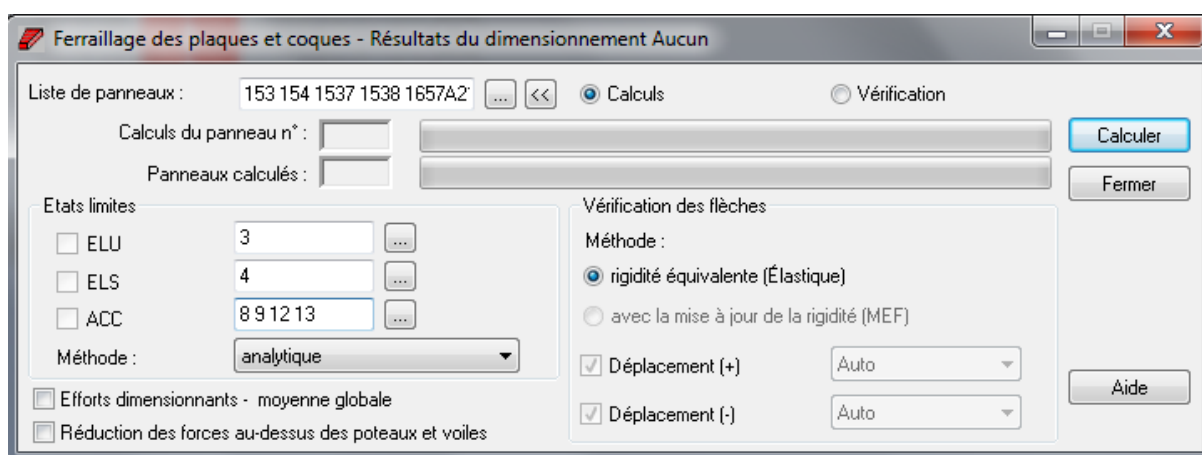 Ferraillage des plaques et coques - Résultats du dimensionnement Aucun
Liste de panneaux : 153 154 1537 1538 1657A2 ... << Calculs Vérification
Calculs du panneau n° : Calculer
Panneaux calculés : Fermer
Etats limites
ELU 3 ...
ELS 4 ...
ACC 8 9 12 13 ...
Méthode : analytique
Efforts dimensionnants - moyenne globale
Réduction des forces au-dessus des poteaux et voiles
Vérification des flèches
Méthode :
rigidité équivalente (Élastique)
avec la mise à jour de la rigidité (MEF)
Déplacement (+) Auto
Déplacement (-) Auto
Aide